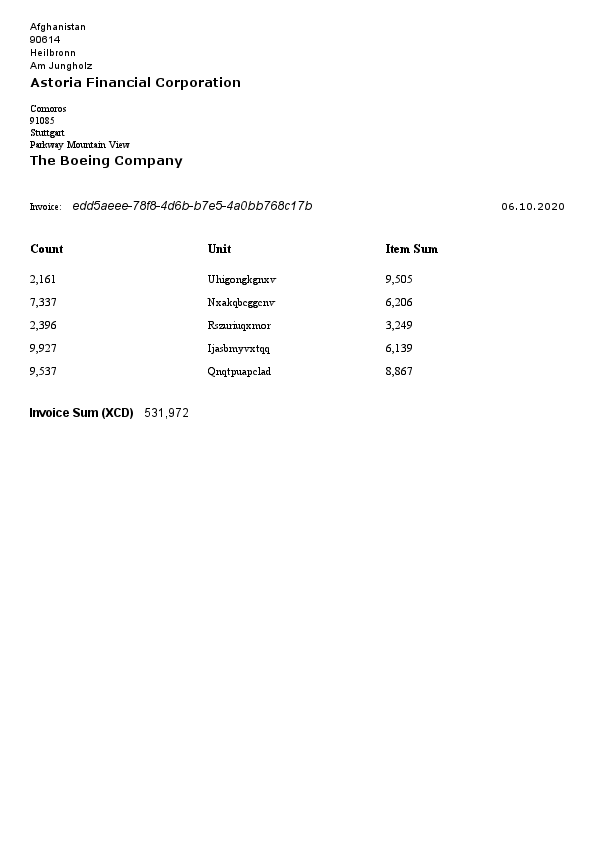 Afghanistan
90614
Heilbronn
Am Jungholz
Astoria Financial Corporation
Comoros
91085
Stuttgart
Parkway Mountain View
The Boeing Company
Invoice: edd5aeee-78f8-4d6b-b7e5-4a0bb768c17b 06.10.2020
Count Unit Item Sum
2,161 Uhigongkgnxv 9,505
7,337 Nxakqbcggcnv 6,206
2,396 Rszuriuqxmor 3,249
9,927 Ijasbmyvxtqq 6,139
9,537 Qnqtpuapclad 8,867
Invoice Sum (XCD) 531,972